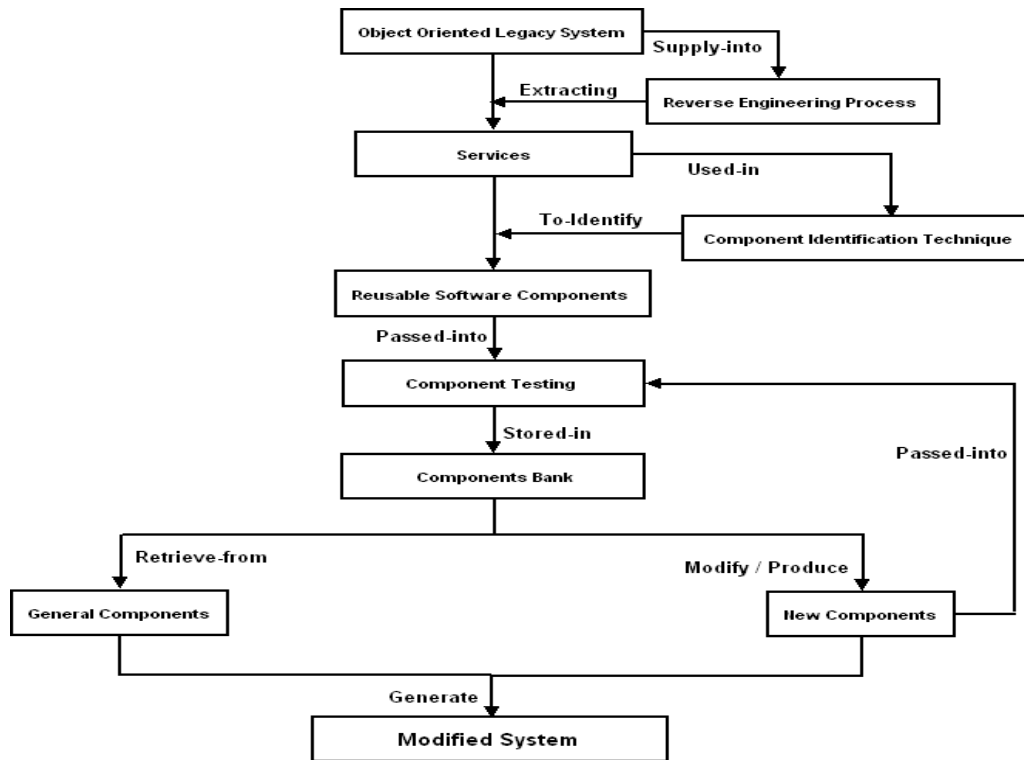 Object Oriented Legacy System
Supply-into
Extracting
Reverse Engineering Process
Services
Used-in
To-Identify
Component Identification Technique
Reusable Software Components
Passed-into
Component Testing
Stored-in
Passed-into
Components Bank
Retrieve-from
Modify / Produce
General Components
New Components
Generate
Modified System